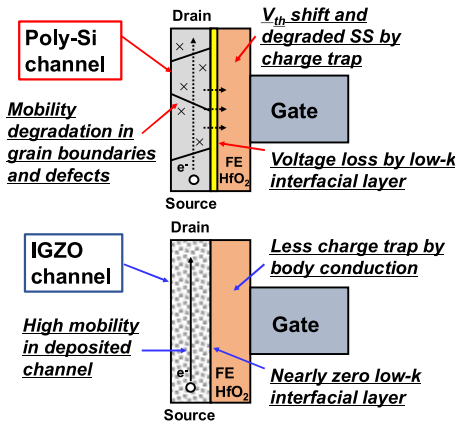 Drain
Poly-Si
channel
V_th shift and
degraded SS by
charge trap
Gate
Mobility
degradation in
grain boundaries
and defects
e-
FE
HfO2
Voltage loss by low-k
interfacial layer
Source
Drain
IGZO
channel
Less charge trap by
body conduction
Gate
High mobility
in deposited
channel
e-
FE
HfO2
Nearly zero low-k
interfacial layer
Source